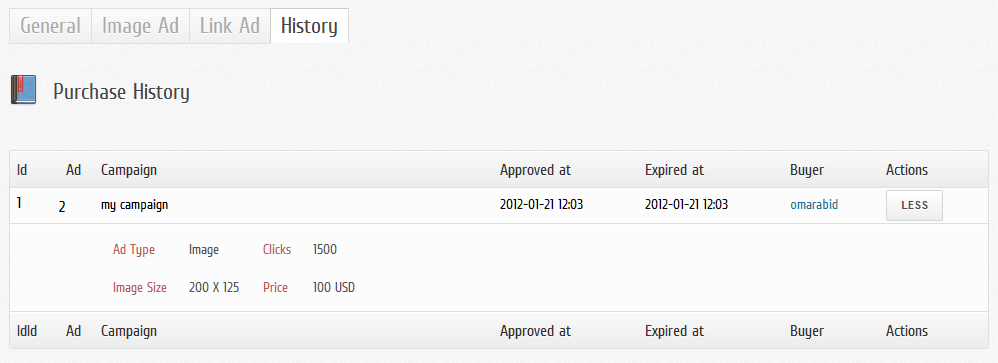 General Image Ad Link Ad History
Purchase History
Id Ad Campaign Approved at Expired at Buyer Actions
1 2 my campaign 2012-01-21 12:03 2012-01-21 12:03 omarabid LESS
Ad Type Image Clicks 1500
Image Size 200 X 125 Price 100 USD
IdId Ad Campaign Approved at Expired at Buyer Actions